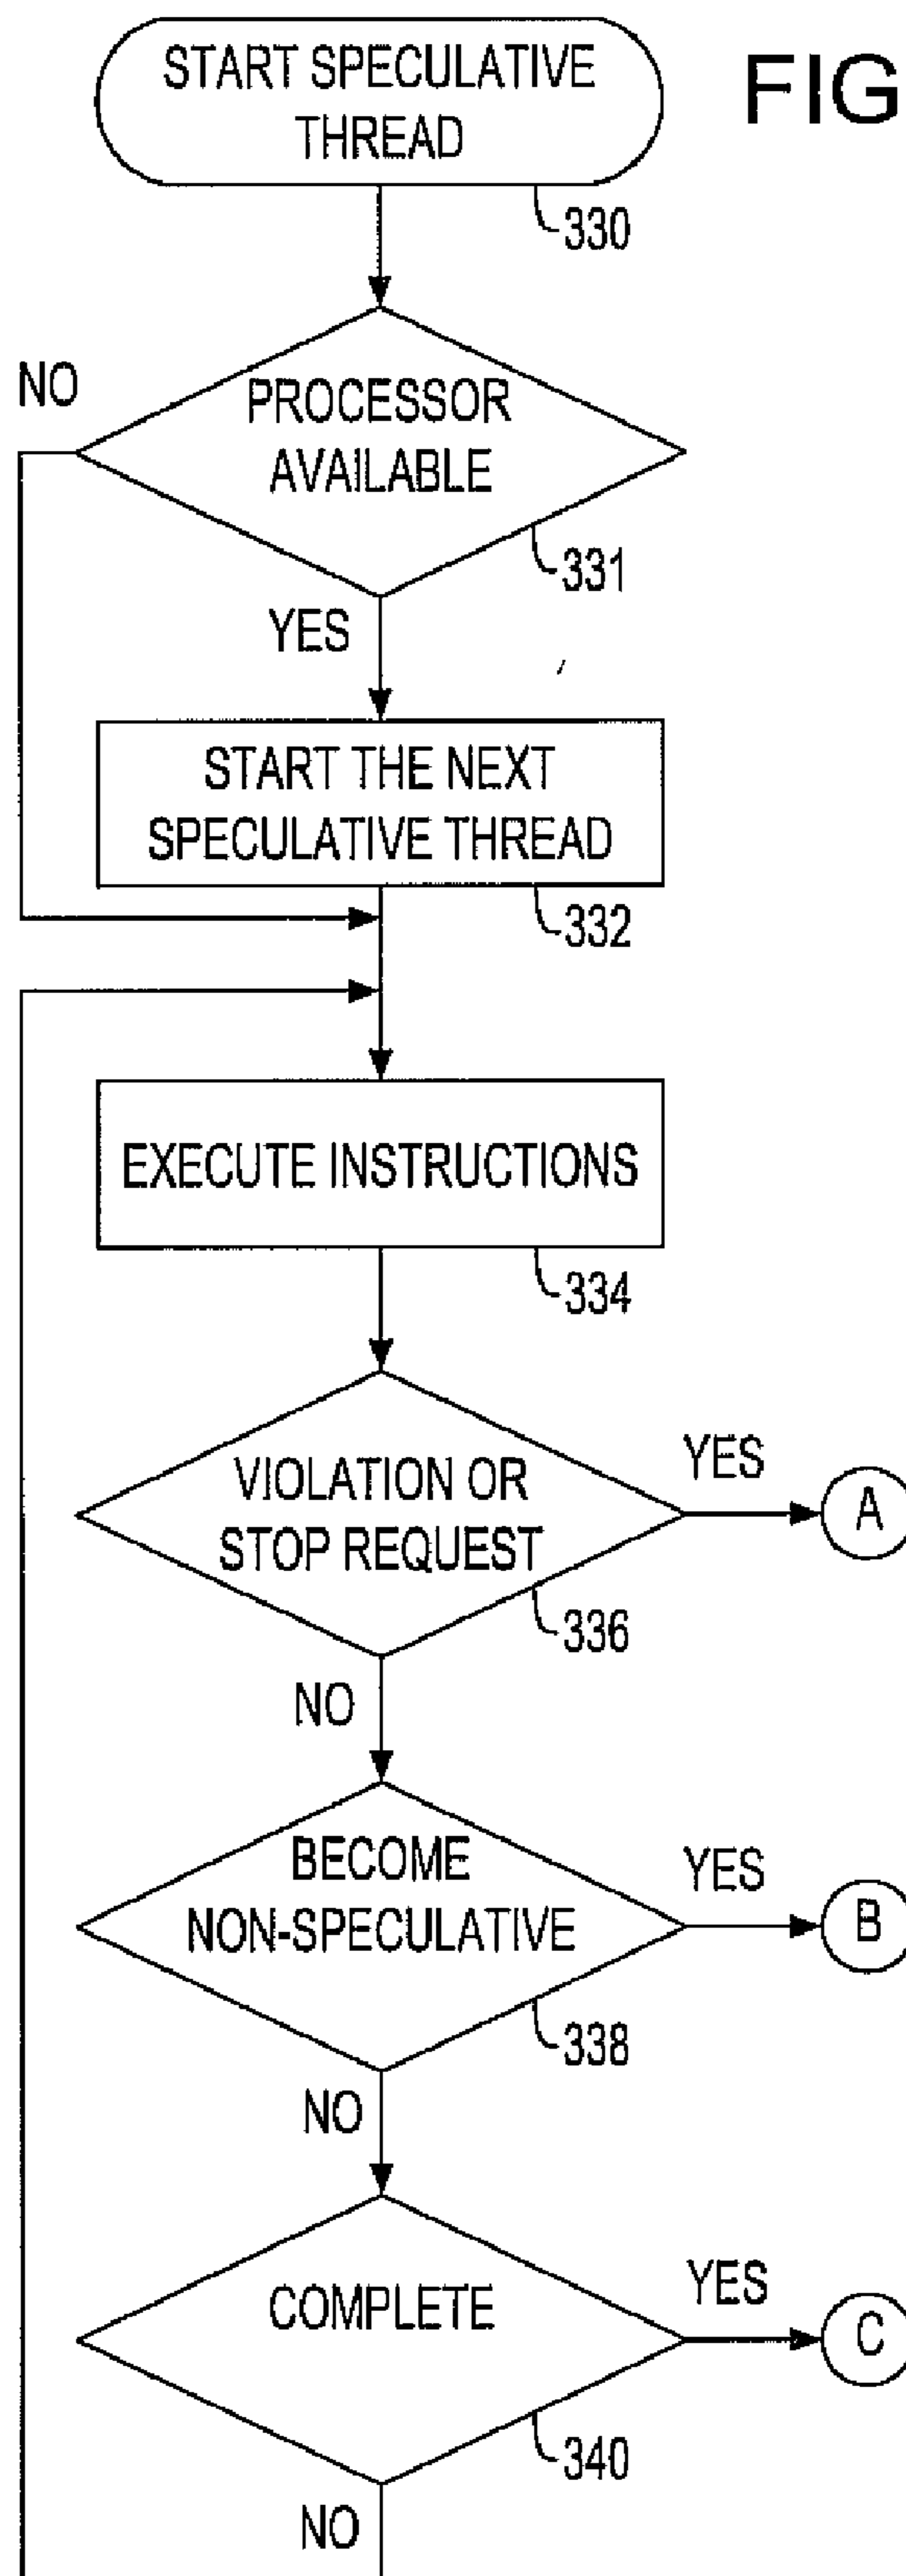 START SPECULATIVE
THREAD
FIG
330
NO
PROCESSOR
AVAILABLE
331
YES
START THE NEXT
SPECULATIVE THREAD
332
EXECUTE INSTRUCTIONS
334
VIOLATION OR
STOP REQUEST
YES
A
336
NO
BECOME
NON-SPECULATIVE
YES
B
338
NO
COMPLETE
YES
C
340
NO